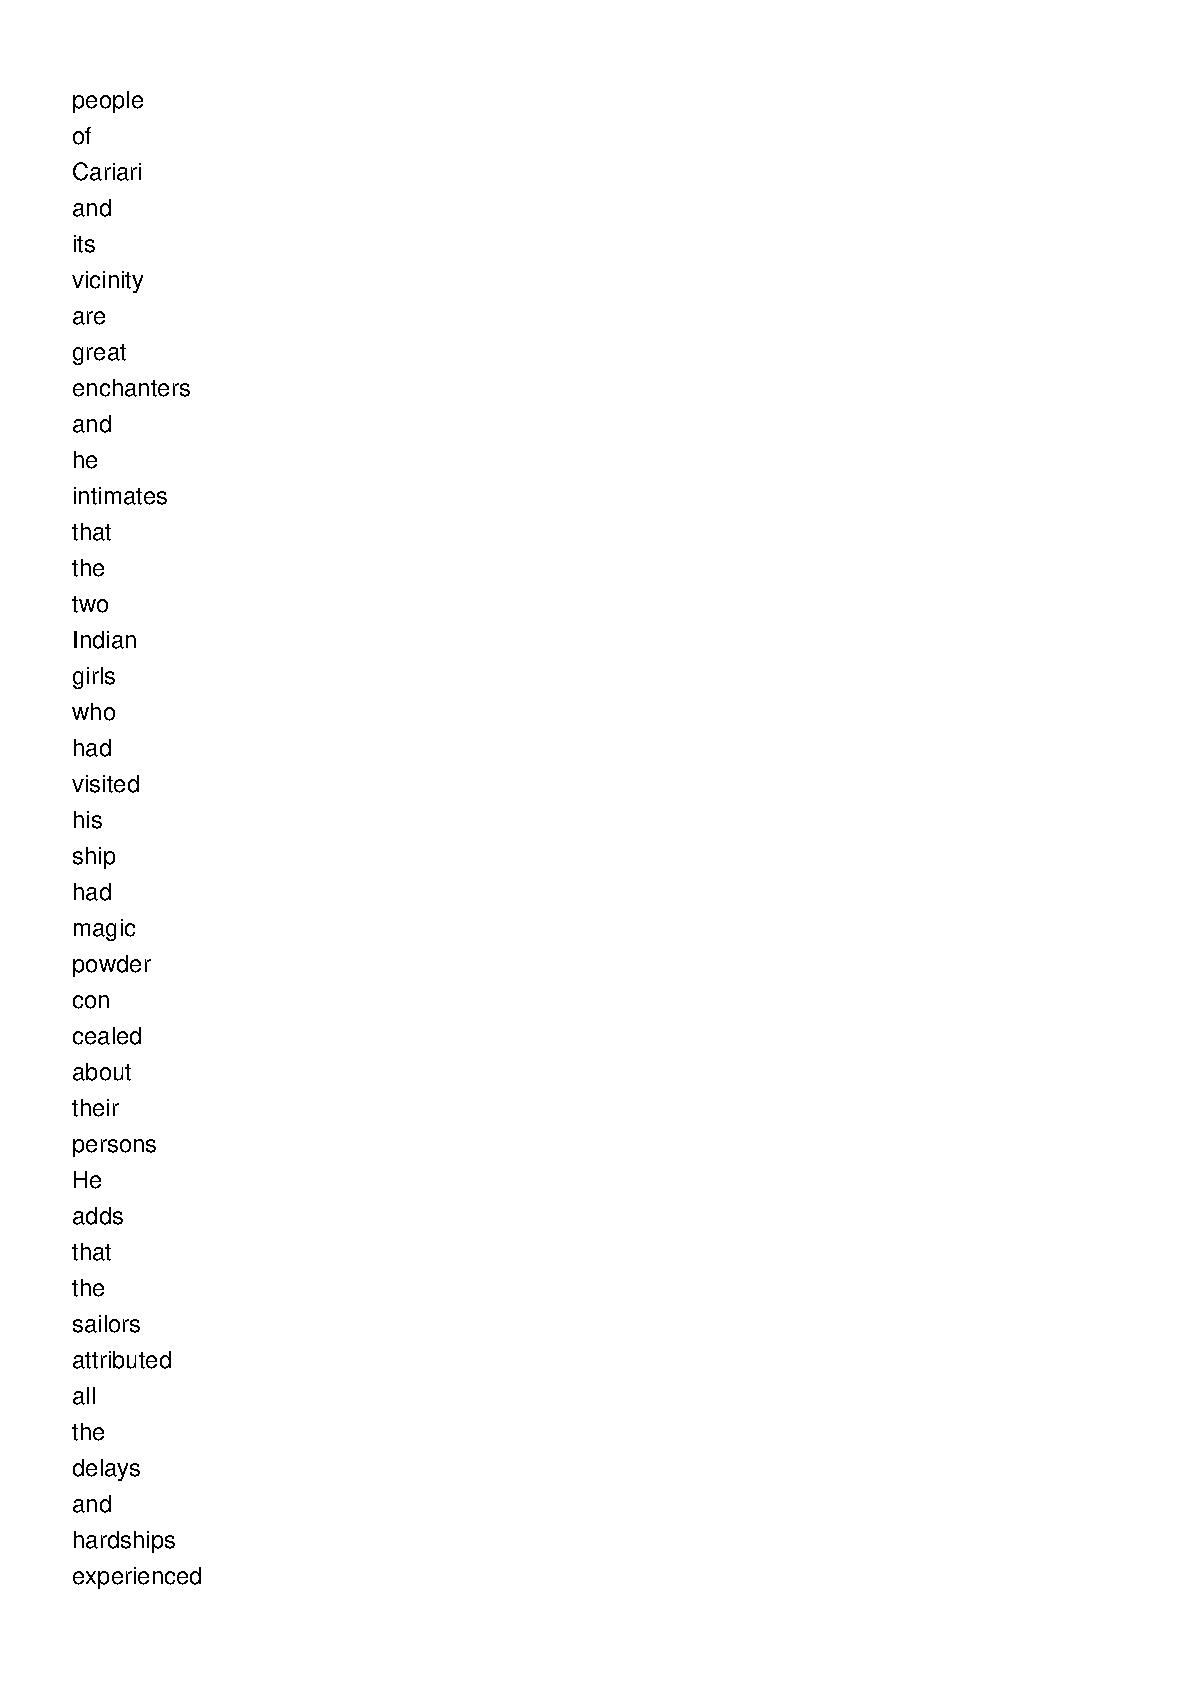 people
of
Cariari
and
its
vicinity
are
great
enchanters
and
he
intimates
that
the
two
Indian
girls
who
had
visited
his
ship
had
magic
powder
con
cealed
about
their
persons
He
adds
that
the
sailors
attributed
all
the
delays
and
hardships
experienced